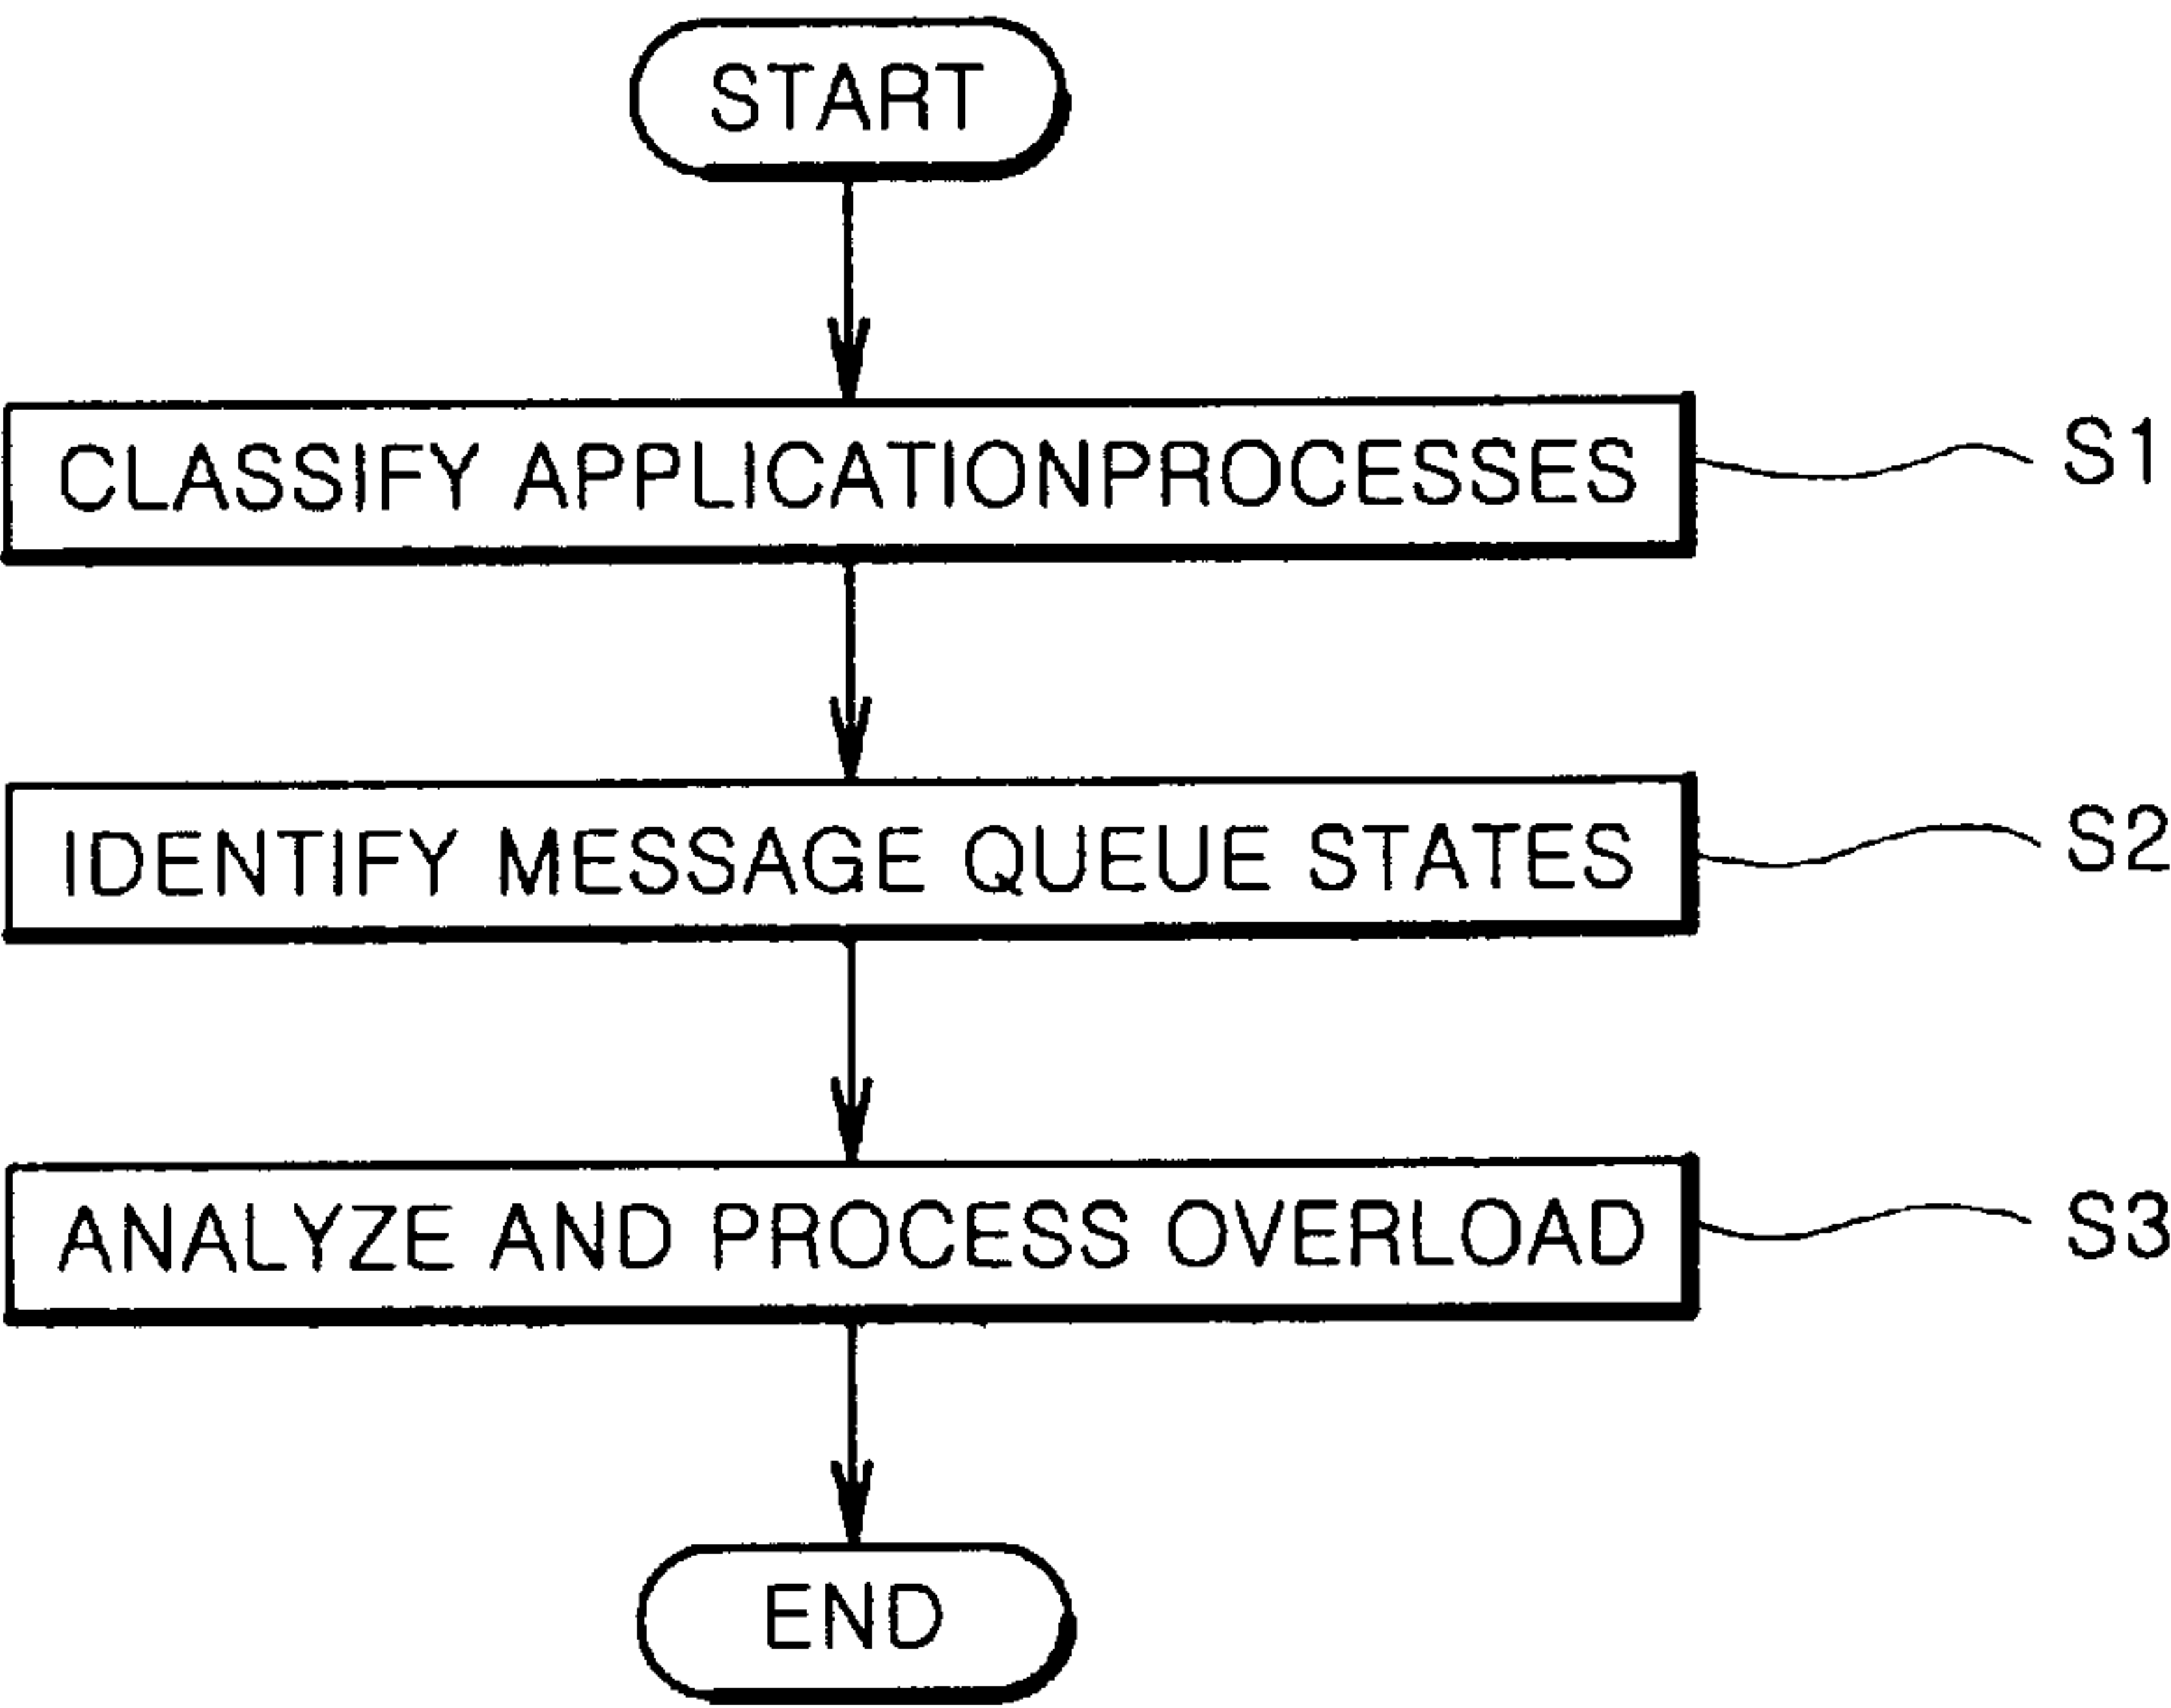 START
CLASSIFY APPLICATIONPROCESSES
S1
IDENTIFY MESSAGE QUEUE STATES
S2
ANALYZE AND PROCESS OVERLOAD
S3
END